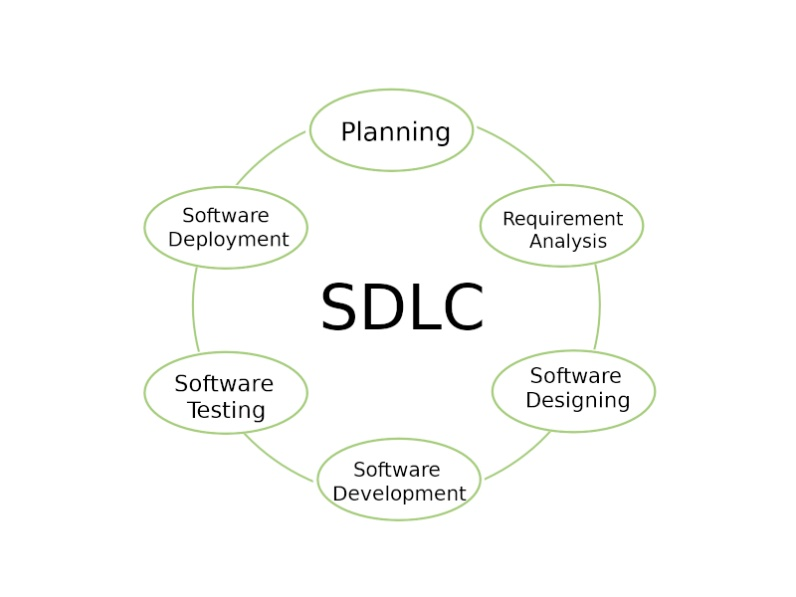 Planning
Software
Deployment
Requirement
Analysis
SDLC
Software
Testing
Software
Designing
Software
Development